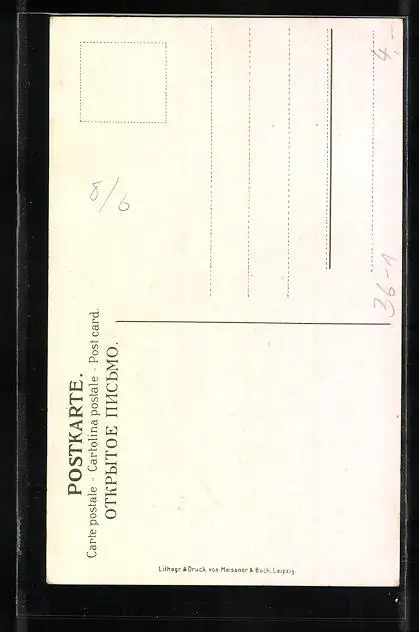 POSTKARTE.
Carte postale - Cartolina postale - Post card.
ОТКРЫТОЕ ПИСЬМО.
8/6
4,-
36-1
Lithogr. & Druck von Meissner & Buch, Leipzig.